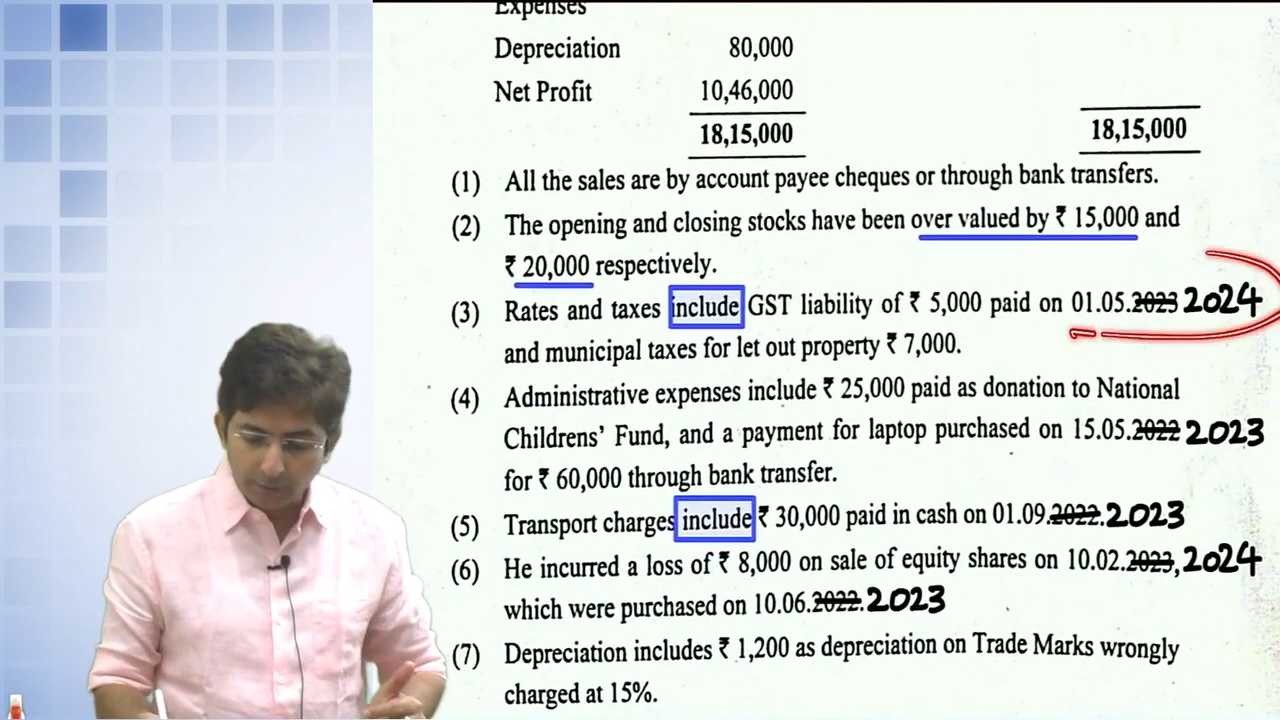 Expenses
Depreciation 80,000
Net Profit 10,46,000
18,15,000 18,15,000
(1) All the sales are by account payee cheques or through bank transfers.
(2) The opening and closing stocks have been over valued by ₹ 15,000 and
₹ 20,000 respectively.
(3) Rates and taxes include GST liability of ₹ 5,000 paid on 01.05.2023 2024
and municipal taxes for let out property ₹ 7,000.
(4) Administrative expenses include ₹ 25,000 paid as donation to National
Childrens' Fund, and a payment for laptop purchased on 15.05.2022 2023
for ₹ 60,000 through bank transfer.
(5) Transport charges include ₹ 30,000 paid in cash on 01.09.2022. 2023
(6) He incurred a loss of ₹ 8,000 on sale of equity shares on 10.02.2023, 2024
which were purchased on 10.06.2022. 2023
(7) Depreciation includes ₹ 1,200 as depreciation on Trade Marks wrongly
charged at 15%.